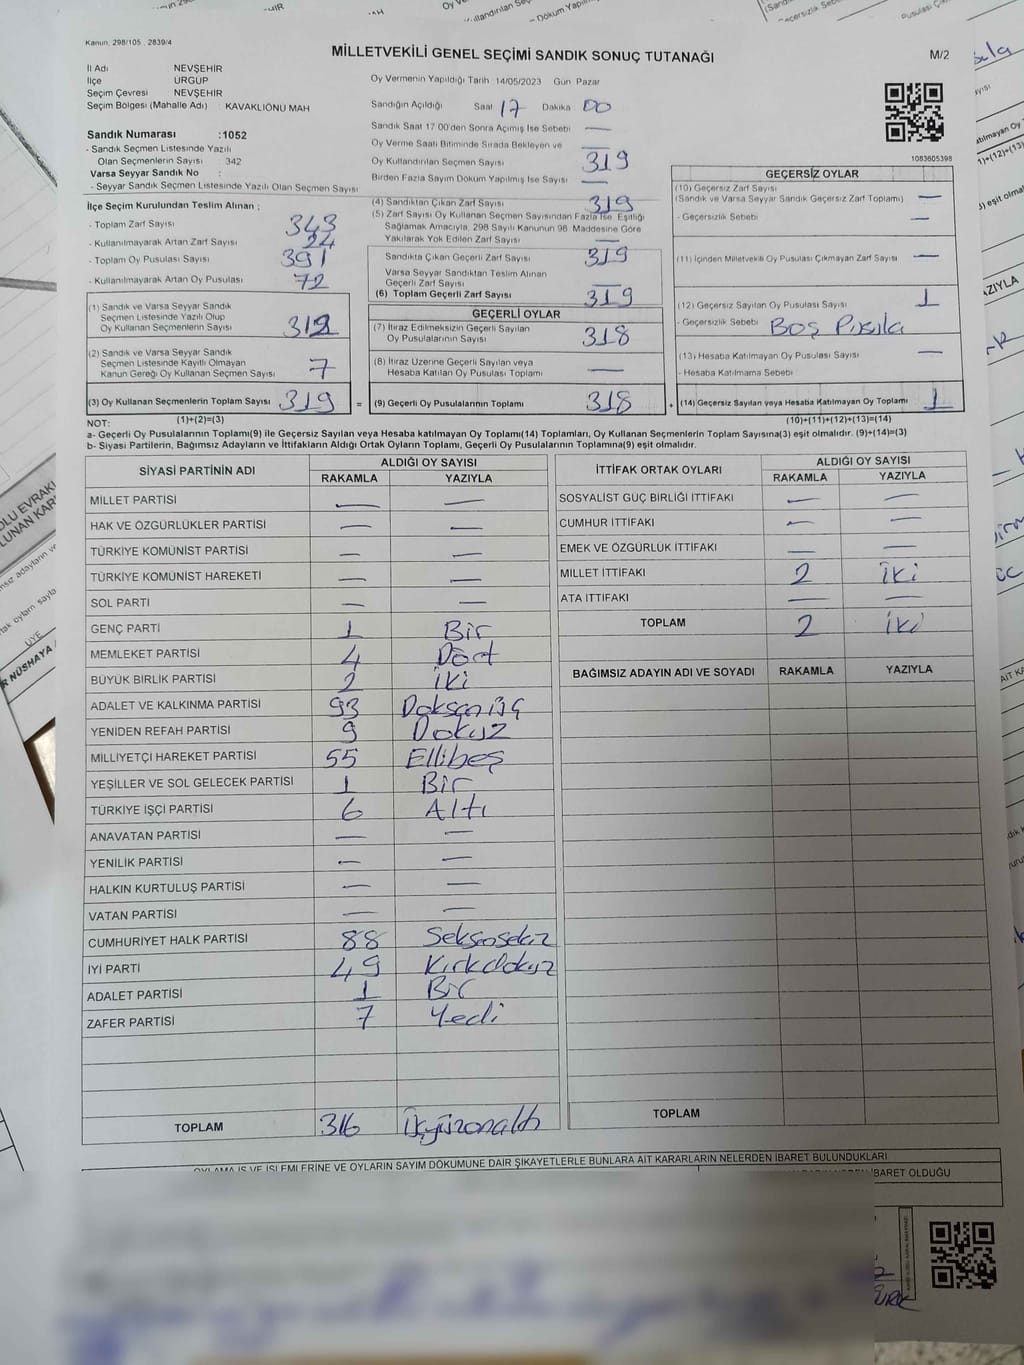 Kanun: 298/105 . 2839/4
MİLLETVEKİLİ GENEL SEÇİMİ SANDIK SONUÇ TUTANAĞI
M/2
İl Adı NEVŞEHİR
İlçe ÜRGÜP
Seçim Çevresi NEVŞEHİR
Seçim Bölgesi (Mahalle Adı) : KAVAKLIÖNÜ MAH
Sandık Numarası :1052
- Sandık Seçmen Listesinde Yazılı
Olan Seçmenlerin Sayısı 342
Varsa Seyyar Sandık No :
- Seyyar Sandık Seçmen Listesinde Yazılı Olan Seçmen Sayısı
Oy Vermenin Yapıldığı Tarih 14/05/2023 Gün Pazar
Sandığın Açıldığı Saat 17 Dakika 00
Sandık Saat 17 00'den Sonra Açımış İse Sebebi —
Oy Verme Saati Bitiminde Sırada Bekleyen ve
Oy Kullandırılan Seçmen Sayısı 319
Birden Fazla Sayım Döküm Yapılmış İse Sayısı —
1083605398
İlçe Seçim Kurulundan Teslim Alınan ;
- Toplam Zarf Sayısı 343
- Kullanılmayarak Artan Zarf Sayısı 24
- Toplam Oy Pusulası Sayısı 391
- Kullanılmayarak Artan Oy Pusulası 72
(1) Sandık ve Varsa Seyyar Sandık
Seçmen Listesinde Yazılı Olup
Oy Kullanan Seçmenlerin Sayısı 312
(2) Sandık ve Varsa Seyyar Sandık
Seçmen Listesinde Kayıtlı Olmayan
Kanun Gereği Oy Kullanan Seçmen Sayısı 7
(3) Oy Kullanan Seçmenlerin Toplam Sayısı 319 =
(1)+(2)=(3)
(4) Sandıktan Çıkan Zarf Sayısı 319
(5) Zarf Sayısı Oy Kullanan Seçmen Sayısından Fazla İse, Eşitliği
Sağlamak Amacıyla, 298 Sayılı Kanunun 98. Maddesine Göre
Yakılarak Yok Edilen Zarf Sayısı —
Sandıkta Çıkan Geçerli Zarf Sayısı 319
Varsa Seyyar Sandıktan Teslim Alınan
Geçerli Zarf Sayısı —
(6) Toplam Geçerli Zarf Sayısı 319
GEÇERLİ OYLAR
(7) İtiraz Edilmeksizin Geçerli Sayılan
Oy Pusulalarının Sayısı 318
(8) İtiraz Üzerine Geçerli Sayılan veya
Hesaba Katılan Oy Pusulası Toplamı —
(9) Geçerli Oy Pusulalarının Toplamı 318 +
GEÇERSİZ OYLAR
(10) Geçersiz Zarf Sayısı
(Sandık ve Varsa Seyyar Sandık Geçersiz Zarf Toplamı) —
- Geçersizlik Sebebi —
(11) İçinden Milletvekili Oy Pusulası Çıkmayan Zarf Sayısı —
(12) Geçersiz Sayılan Oy Pusulası Sayısı 1
- Geçersizlik Sebebi Boş Pusula
(13) Hesaba Katılmayan Oy Pusulası Sayısı —
- Hesaba Katılmama Sebebi
(14) Geçersiz Sayılan veya Hesaba Katılmayan Oy Toplamı 1
(10)+(11)+(12)+(13)=(14)
NOT:
a- Geçerli Oy Pusulalarının Toplamı(9) ile Geçersiz Sayılan veya Hesaba katılmayan Oy Toplamı(14) Toplamları, Oy Kullanan Seçmenlerin Toplam Sayısına(3) eşit olmalıdır. (9)+(14)=(3)
b- Siyasi Partilerin, Bağımsız Adayların ve İttifakların Aldığı Ortak Oyların Toplamı, Geçerli Oy Pusulalarının Toplamına(9) eşit olmalıdır.
SİYASİ PARTİNİN ADI ALDIĞI OY SAYISI
RAKAMLA YAZIYLA
MİLLET PARTİSİ — —
HAK VE ÖZGÜRLÜKLER PARTİSİ — —
TÜRKİYE KOMÜNİST PARTİSİ — —
TÜRKİYE KOMÜNİST HAREKETİ — —
SOL PARTİ — —
GENÇ PARTİ 1 Bir
MEMLEKET PARTİSİ 4 Dört
BÜYÜK BİRLİK PARTİSİ 2 İki
ADALET VE KALKINMA PARTİSİ 93 Doksanüç
YENİDEN REFAH PARTİSİ 9 Dokuz
MİLLİYETÇİ HAREKET PARTİSİ 55 Ellibeş
YEŞİLLER VE SOL GELECEK PARTİSİ 1 Bir
TÜRKİYE İŞÇİ PARTİSİ 6 Altı
ANAVATAN PARTİSİ — —
YENİLİK PARTİSİ — —
HALKIN KURTULUŞ PARTİSİ — —
VATAN PARTİSİ — —
CUMHURİYET HALK PARTİSİ 88 Seksensekiz
İYİ PARTİ 49 Kırkdokuz
ADALET PARTİSİ 1 Bir
ZAFER PARTİSİ 7 Yedi
TOPLAM 316 Üçyüzonaltı
İTTİFAK ORTAK OYLARI ALDIĞI OY SAYISI
RAKAMLA YAZIYLA
SOSYALİST GÜÇ BİRLİĞİ İTTİFAKI — —
CUMHUR İTTİFAKI — —
EMEK VE ÖZGÜRLÜK İTTİFAKI — —
MİLLET İTTİFAKI 2 İki
ATA İTTİFAKI — —
TOPLAM 2 İki
BAĞIMSIZ ADAYIN ADI VE SOYADI RAKAMLA YAZIYLA
TOPLAM
OYLAMA İŞ VE İŞLEMLERİNE VE OYLARIN SAYIM DÖKÜMÜNE DAİR ŞİKAYETLERLE BUNLARA AİT KARARLARIN NELERDEN İBARET BULUNDUKLARI
İBARET OLDUĞU